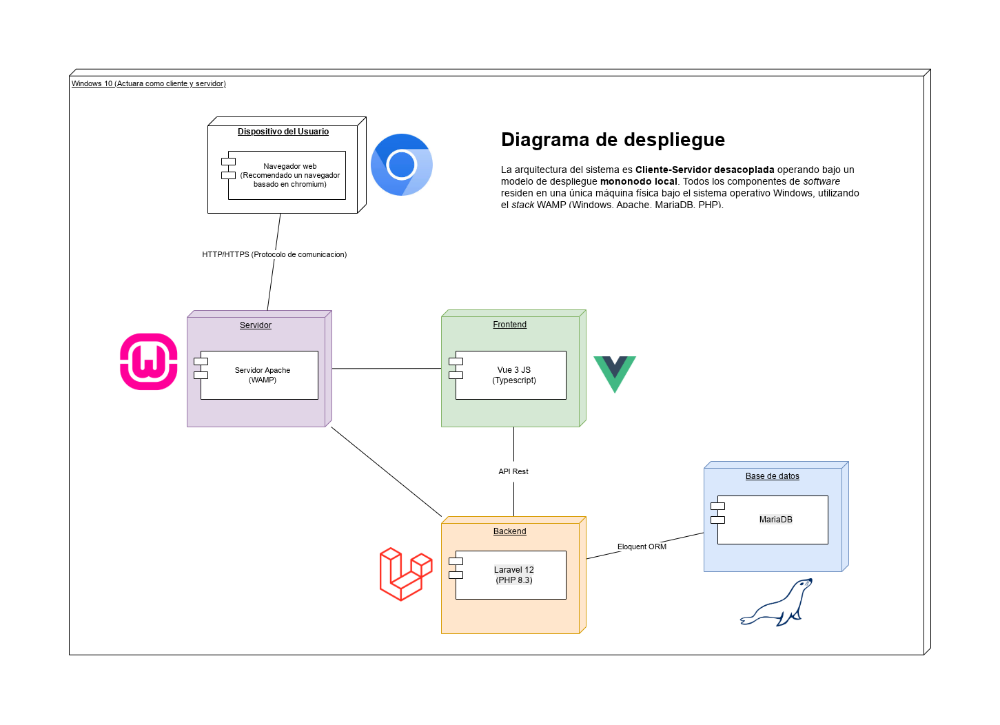 Windows 10 (Actuara como cliente y servidor)
Dispositivo del Usuario
Navegador web
(Recomendado un navegador
basado en chromium)
Diagrama de despliegue
La arquitectura del sistema es Cliente-Servidor desacoplada operando bajo un
modelo de despliegue mononodo local. Todos los componentes de software
residen en una única máquina física bajo el sistema operativo Windows, utilizando
el stack WAMP (Windows, Apache, MariaDB, PHP).
HTTP/HTTPS (Protocolo de comunicacion)
Servidor
Servidor Apache
(WAMP)
Frontend
Vue 3 JS
(Typescript)
API Rest
Base de datos
MariaDB
Eloquent ORM
Backend
Laravel 12
(PHP 8.3)